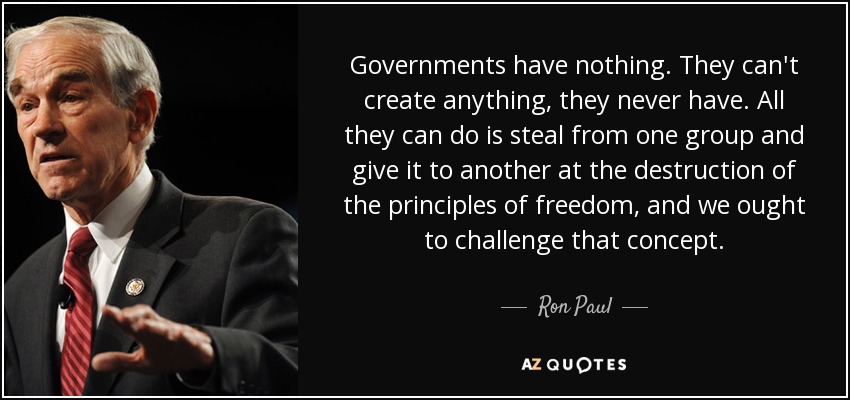 Governments have nothing. They can't
create anything, they never have. All
they can do is steal from one group and
give it to another at the destruction of
the principles of freedom, and we ought
to challenge that concept.
Ron Paul
AZ QUOTES